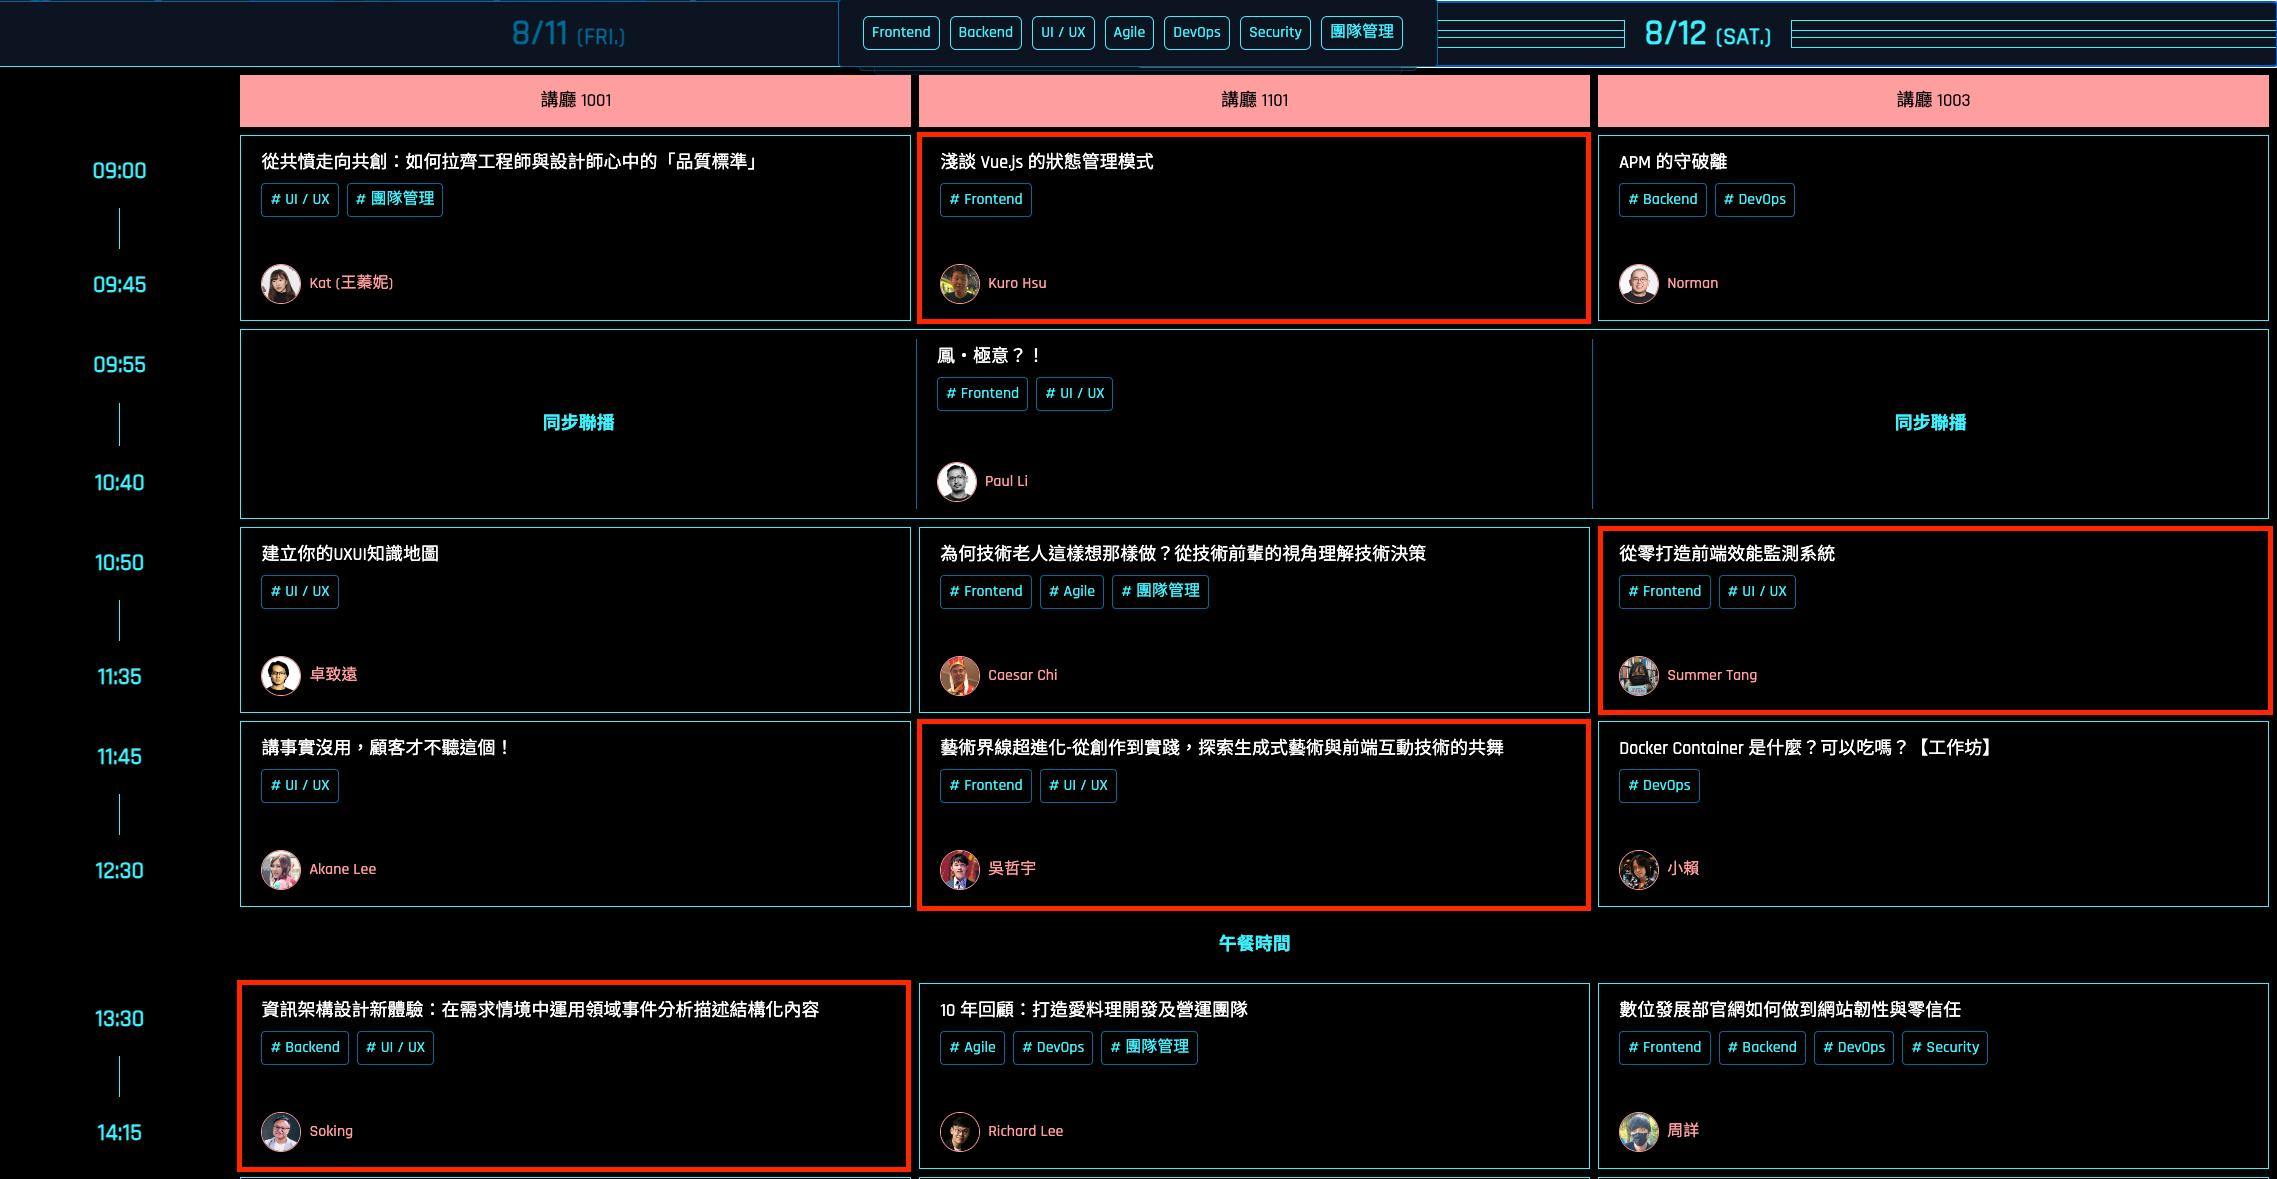 8/11 (FRI.)
Frontend Backend UI / UX Agile DevOps Security 團隊管理
8/12 (SAT.)
講廳 1001
講廳 1101
講廳 1003
09:00
09:45
從共憤走向共創：如何拉齊工程師與設計師心中的「品質標準」
# UI / UX # 團隊管理
Kat (王蓁妮)
淺談 Vue.js 的狀態管理模式
# Frontend
Kuro Hsu
APM 的守破離
# Backend # DevOps
Norman
09:55
10:40
同步聯播
鳳・極意？！
# Frontend # UI / UX
Paul Li
同步聯播
10:50
11:35
建立你的UXUI知識地圖
# UI / UX
卓致遠
為何技術老人這樣想那樣做？從技術前輩的視角理解技術決策
# Frontend # Agile # 團隊管理
Caesar Chi
從零打造前端效能監測系統
# Frontend # UI / UX
Summer Tang
11:45
12:30
講事實沒用，顧客才不聽這個！
# UI / UX
Akane Lee
藝術界線超進化-從創作到實踐，探索生成式藝術與前端互動技術的共舞
# Frontend # UI / UX
吳哲宇
Docker Container 是什麼？可以吃嗎？【工作坊】
# DevOps
小賴
午餐時間
13:30
14:15
資訊架構設計新體驗：在需求情境中運用領域事件分析描述結構化內容
# Backend # UI / UX
Soking
10 年回顧：打造愛料理開發及營運團隊
# Agile # DevOps # 團隊管理
Richard Lee
數位發展部官網如何做到網站韌性與零信任
# Frontend # Backend # DevOps # Security
周詳